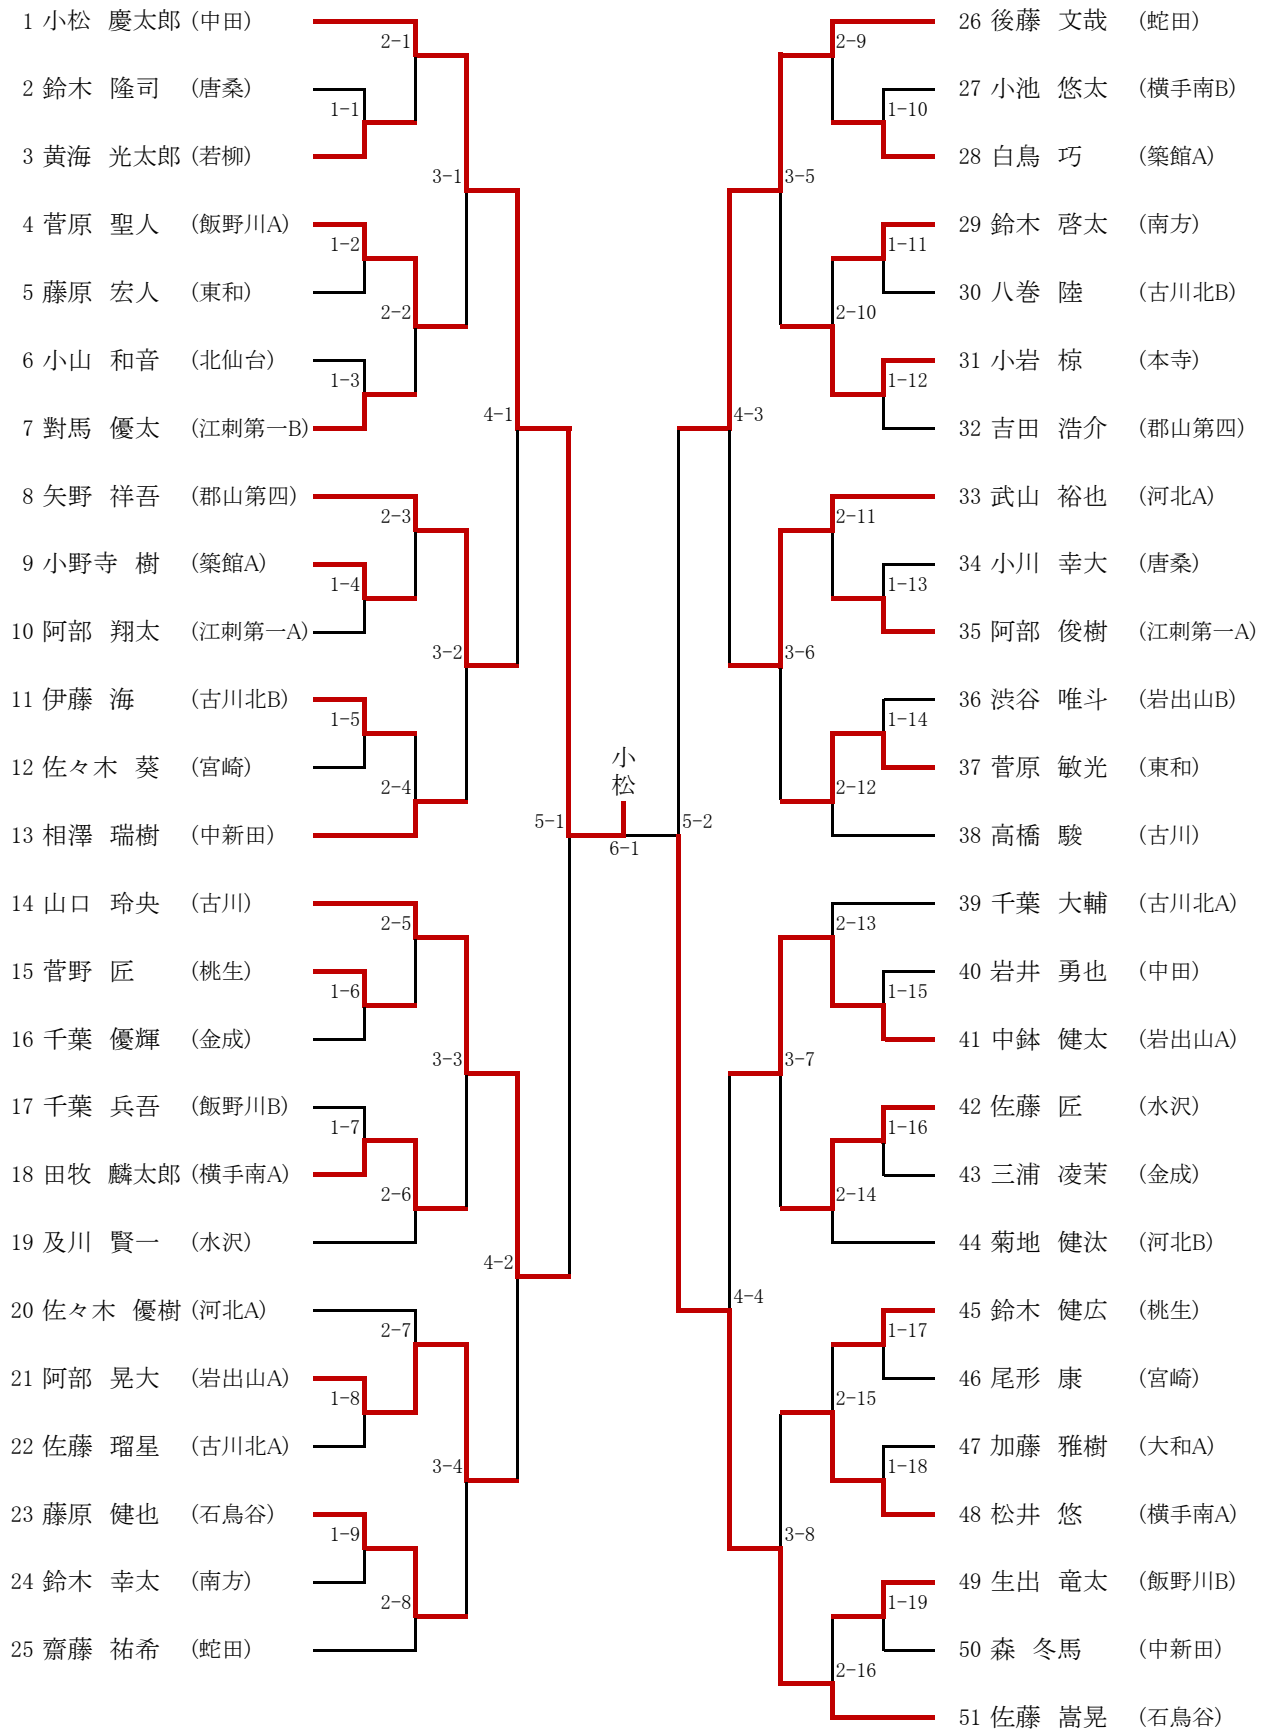 1 小松 慶太郎 (中田)
2-1
2 鈴木 隆司 (唐桑)
1-1
3 黄海 光太郎 (若柳)
3-1
4 菅原 聖人 (飯野川A)
1-2
5 藤原 宏人 (東和)
2-2
6 小山 和音 (北仙台)
1-3
7 對馬 優太 (江刺第一B)
4-1
8 矢野 祥吾 (郡山第四)
2-3
9 小野寺 樹 (築館A)
1-4
10 阿部 翔太 (江刺第一A)
3-2
11 伊藤 海 (古川北B)
1-5
12 佐々木 葵 (宮崎)
2-4
13 相澤 瑞樹 (中新田)
5-1
14 山口 玲央 (古川)
2-5
15 菅野 匠 (桃生)
1-6
16 千葉 優輝 (金成)
3-3
17 千葉 兵吾 (飯野川B)
1-7
18 田牧 麟太郎 (横手南A)
2-6
19 及川 賢一 (水沢)
4-2
20 佐々木 優樹 (河北A)
2-7
21 阿部 晃大 (岩出山A)
1-8
22 佐藤 瑠星 (古川北A)
3-4
23 藤原 健也 (石鳥谷)
1-9
24 鈴木 幸太 (南方)
2-8
25 齋藤 祐希 (蛇田)
小
松
6-1
26 後藤 文哉 (蛇田)
2-9
27 小池 悠太 (横手南B)
1-10
28 白鳥 巧 (築館A)
3-5
29 鈴木 啓太 (南方)
1-11
30 八巻 陸 (古川北B)
2-10
31 小岩 椋 (本寺)
1-12
32 吉田 浩介 (郡山第四)
4-3
33 武山 裕也 (河北A)
2-11
34 小川 幸大 (唐桑)
1-13
35 阿部 俊樹 (江刺第一A)
3-6
36 渋谷 唯斗 (岩出山B)
1-14
37 菅原 敏光 (東和)
2-12
38 高橋 駿 (古川)
5-2
39 千葉 大輔 (古川北A)
2-13
40 岩井 勇也 (中田)
1-15
41 中鉢 健太 (岩出山A)
3-7
42 佐藤 匠 (水沢)
1-16
43 三浦 凌茉 (金成)
2-14
44 菊地 健汰 (河北B)
4-4
45 鈴木 健広 (桃生)
1-17
46 尾形 康 (宮崎)
2-15
47 加藤 雅樹 (大和A)
1-18
48 松井 悠 (横手南A)
3-8
49 生出 竜太 (飯野川B)
1-19
50 森 冬馬 (中新田)
2-16
51 佐藤 嵩晃 (石鳥谷)